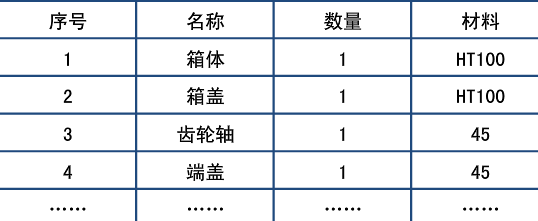 序号 名称 数量 材料
1 箱体 1 HT100
2 箱盖 1 HT100
3 齿轮轴 1 45
4 端盖 1 45
…… …… …… ……